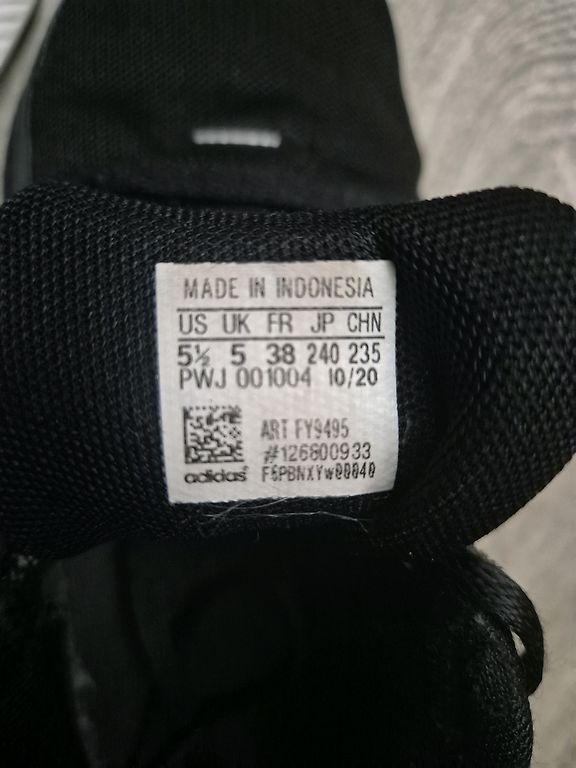 MADE IN INDONESIA
US UK FR JP CHN
5½ 5 38 240 235
PWJ 001004 10/20
ART FY9495
#126800933
adidas F6PBNXYw00040